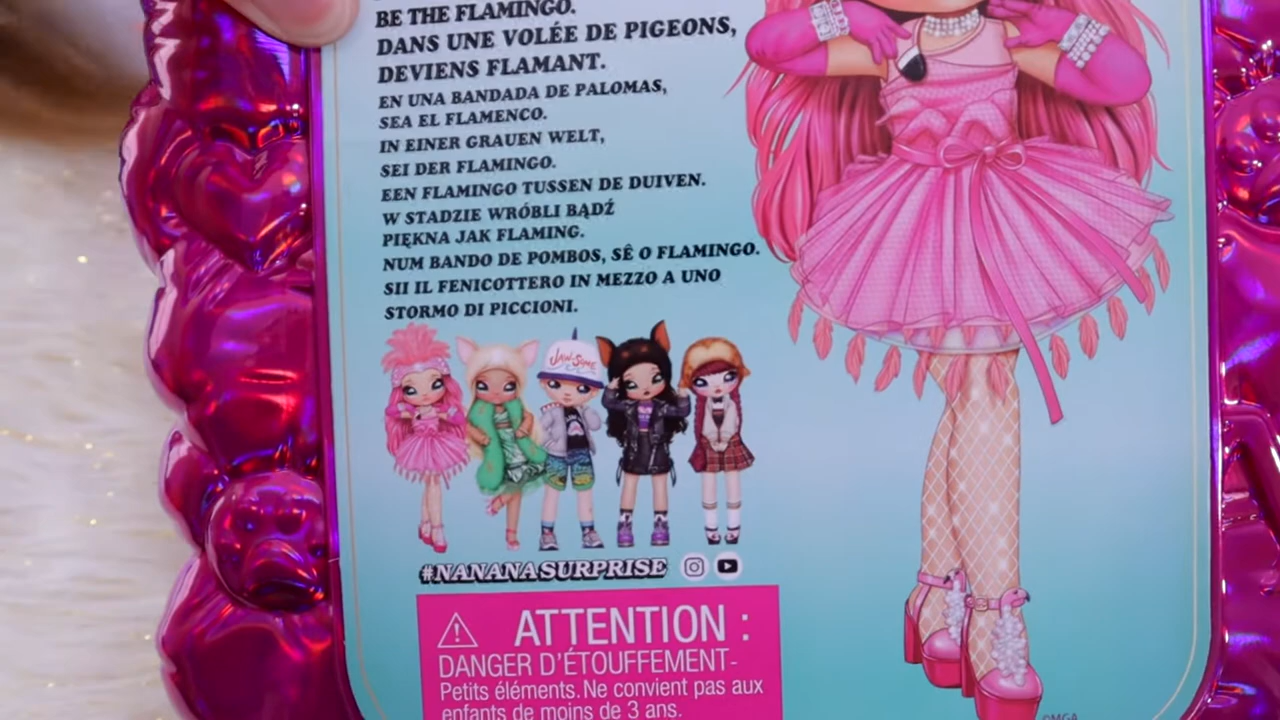 BE THE FLAMINGO.
DANS UNE VOLÉE DE PIGEONS,
DEVIENS FLAMANT.
EN UNA BANDADA DE PALOMAS,
SEA EL FLAMENCO.
IN EINER GRAUEN WELT,
SEI DER FLAMINGO.
EEN FLAMINGO TUSSEN DE DUIVEN.
W STADZIE WRÓBLI BĄDŹ
PIĘKNA JAK FLAMING.
NUM BANDO DE POMBOS, SÊ O FLAMINGO.
SII IL FENICOTTERO IN MEZZO A UNO
STORMO DI PICCIONI.
JAW-SOME
#NANANASURPRISE
ATTENTION :
DANGER D'ÉTOUFFEMENT-
Petits éléments. Ne convient pas aux
enfants de moins de 3 ans.
©MGA